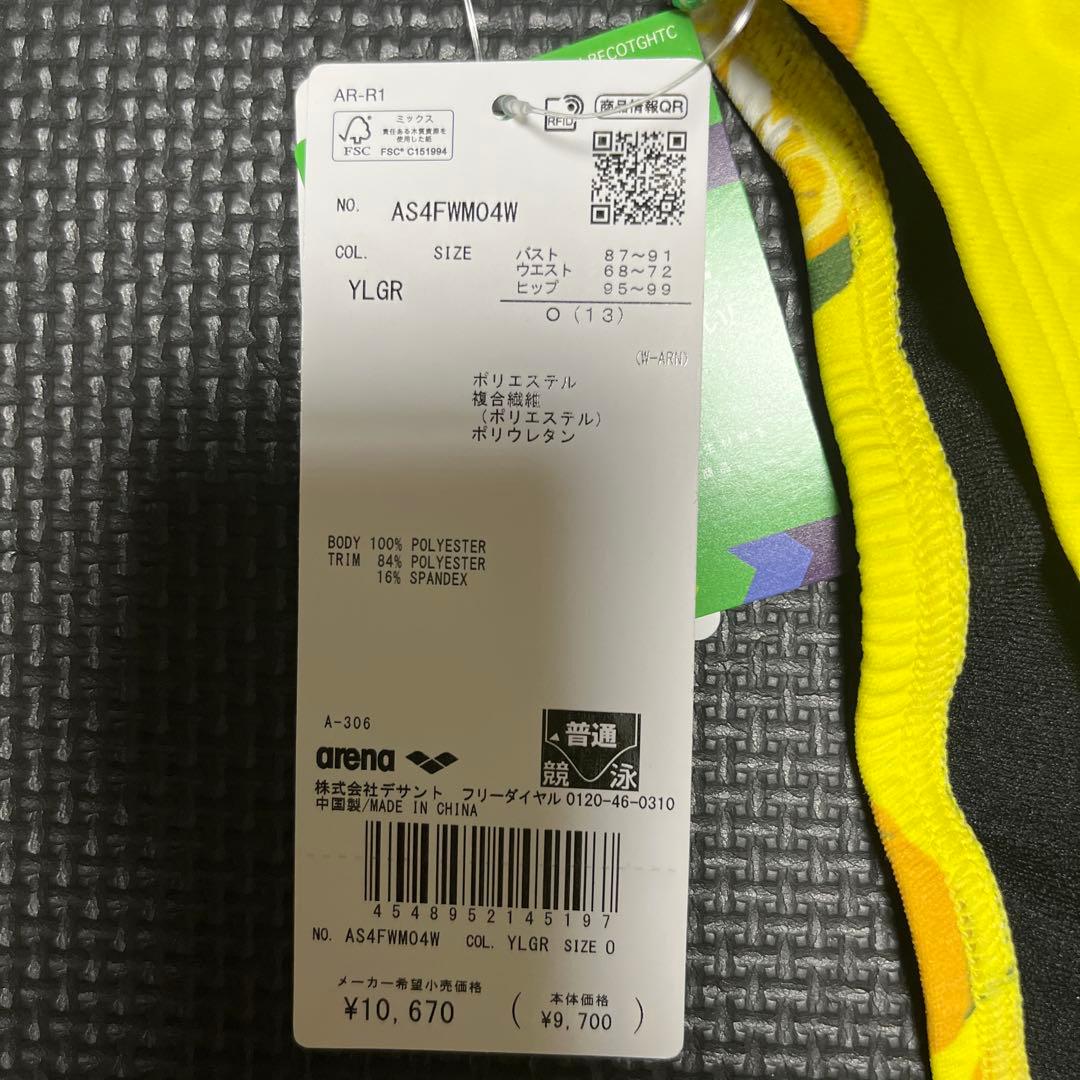 RECOTGHTC
AR-R1
ミックス
責任ある木質資源を
使用した紙
FSC
FSC® C151994
RFID
商品情報QR
NO. AS4FWM04W
COL. SIZE
YLGR
バスト 87~91
ウエスト 68~72
ヒップ 95~99
O (13)
(W-ARN)
ポリエステル
複合繊維
(ポリエステル)
ポリウレタン
BODY 100% POLYESTER
TRIM 84% POLYESTER
16% SPANDEX
A-306
arena
普通
競泳
株式会社デサント フリーダイヤル 0120-46-0310
中国製/MADE IN CHINA
4548952145197
NO. AS4FWM04W COL. YLGR SIZE O
メーカー希望小売価格
¥10,670
( 本体価格
¥9,700 )
商品